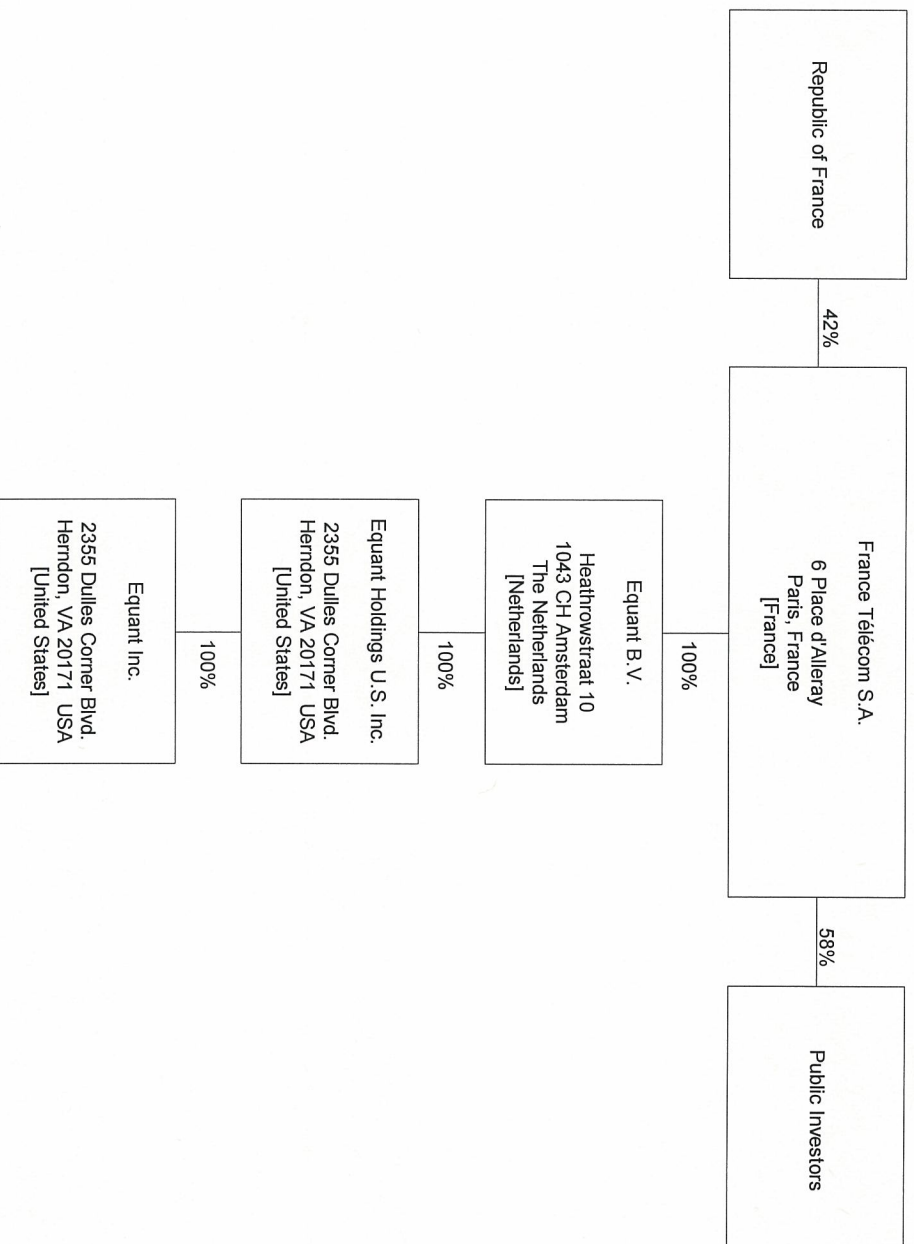 Republic of France
42%
France Télécom S.A.
6 Place d'Alleray
Paris, France
[France]
58%
Public Investors
100%
Equant B.V.
Heathrowstraat 10
1043 CH Amsterdam
The Netherlands
[Netherlands]
100%
Equant Holdings U.S. Inc.
2355 Dulles Corner Blvd.
Herndon, VA 20171 USA
[United States]
100%
Equant Inc.
2355 Dulles Corner Blvd.
Herndon, VA 20171 USA
[United States]